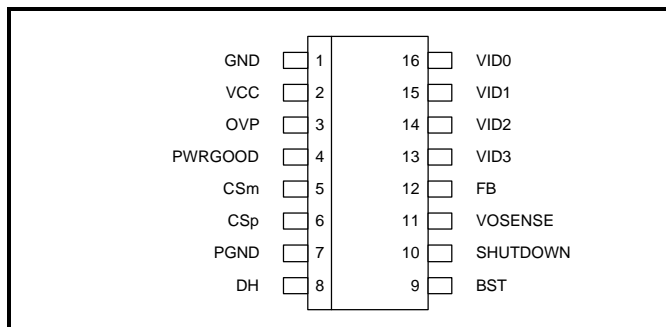 GND 1 16 VID0
VCC 2 15 VID1
OVP 3 14 VID2
PWRGOOD 4 13 VID3
CSm 5 12 FB
CSp 6 11 VOSENSE
PGND 7 10 SHUTDOWN
DH 8 9 BST